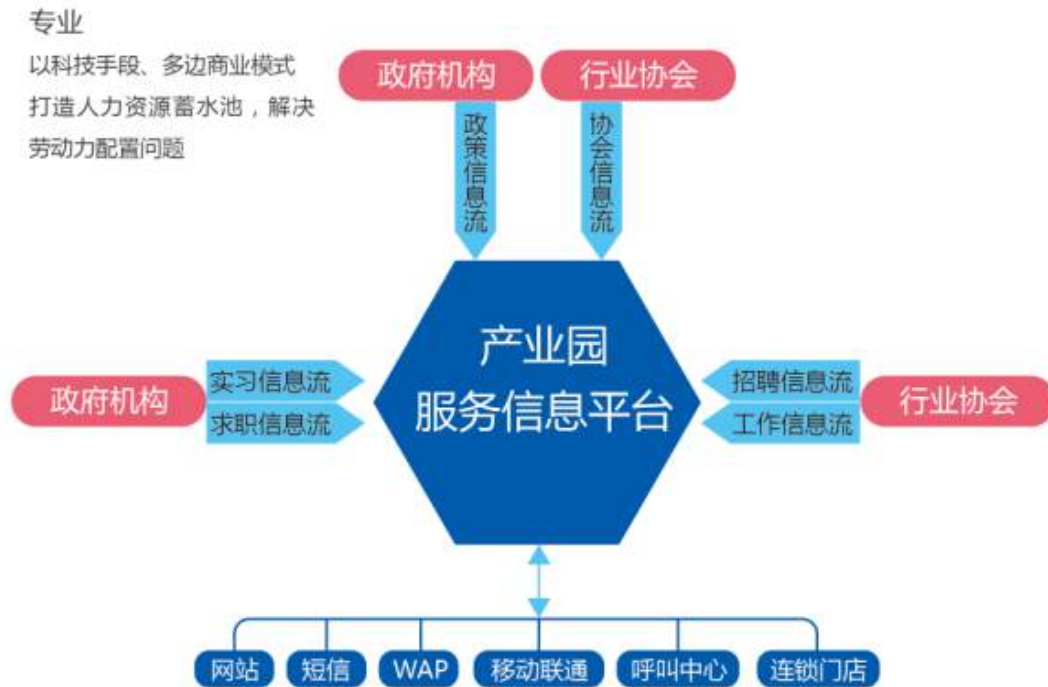 专业
以科技手段、多边商业模式
打造人力资源蓄水池，解决
劳动力配置问题
政府机构
行业协会
政策信息流
协会信息流
产业园
服务信息平台
政府机构
实习信息流
求职信息流
招聘信息流
工作信息流
行业协会
网站
短信
WAP
移动联通
呼叫中心
连锁门店